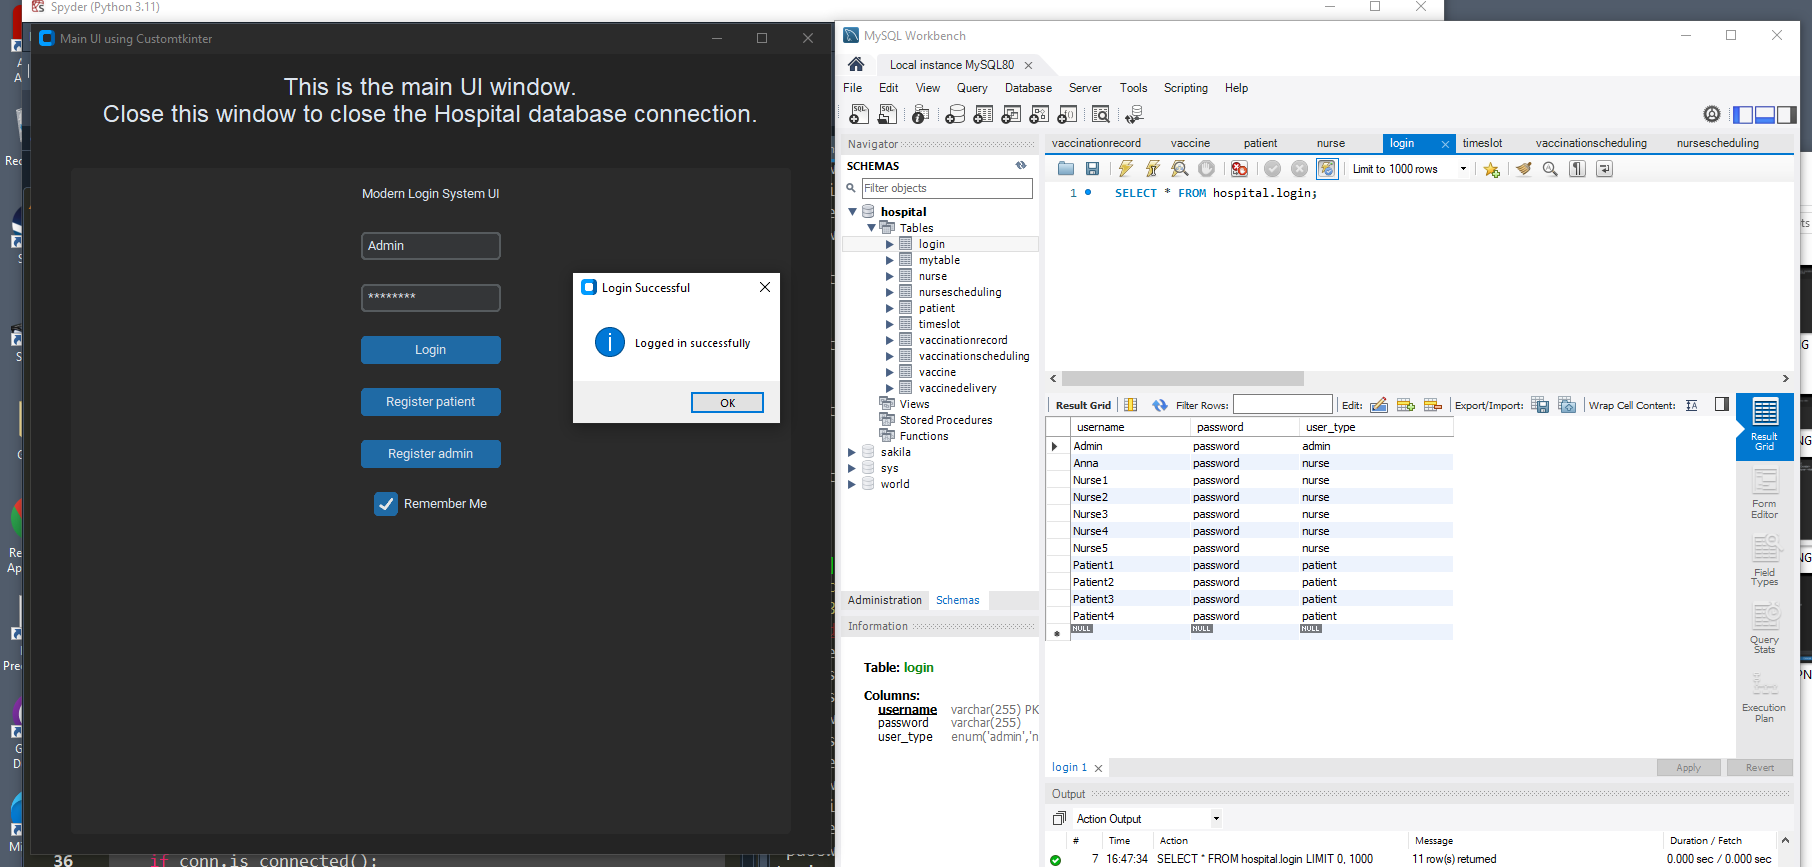 Spyder (Python 3.11)
Main UI using Customtkinter
This is the main UI window.
Close this window to close the Hospital database connection.
Modern Login System UI
Admin
********
Login
Register patient
Register admin
Remember Me
Login Successful
Logged in successfully
OK
36 if conn.is_connected():
MySQL Workbench
Local instance MySQL80
File Edit View Query Database Server Tools Scripting Help
Navigator
SCHEMAS
Filter objects
hospital
Tables
login
mytable
nurse
nursescheduling
patient
timeslot
vaccinationrecord
vaccinationscheduling
vaccine
vaccinedelivery
Views
Stored Procedures
Functions
sakila
sys
world
Administration Schemas
Information
Table: login
Columns:
username varchar(255) PK
password varchar(255)
user_type enum('admin','n
vaccinationrecord vaccine patient nurse login timeslot vaccinationscheduling nursescheduling
Limit to 1000 rows
1 SELECT * FROM hospital.login;
Result Grid Filter Rows: Edit: Export/Import: Wrap Cell Content:
username password user_type
Admin password admin
Anna password nurse
Nurse1 password nurse
Nurse2 password nurse
Nurse3 password nurse
Nurse4 password nurse
Nurse5 password nurse
Patient1 password patient
Patient2 password patient
Patient3 password patient
Patient4 password patient
NULL NULL NULL
Result
Grid
Form
Editor
Field
Types
Query
Stats
Execution
Plan
login 1
Apply Revert
Output
Action Output
# Time Action Message Duration / Fetch
7 16:47:34 SELECT * FROM hospital.login LIMIT 0, 1000 11 row(s) returned 0.000 sec / 0.000 sec